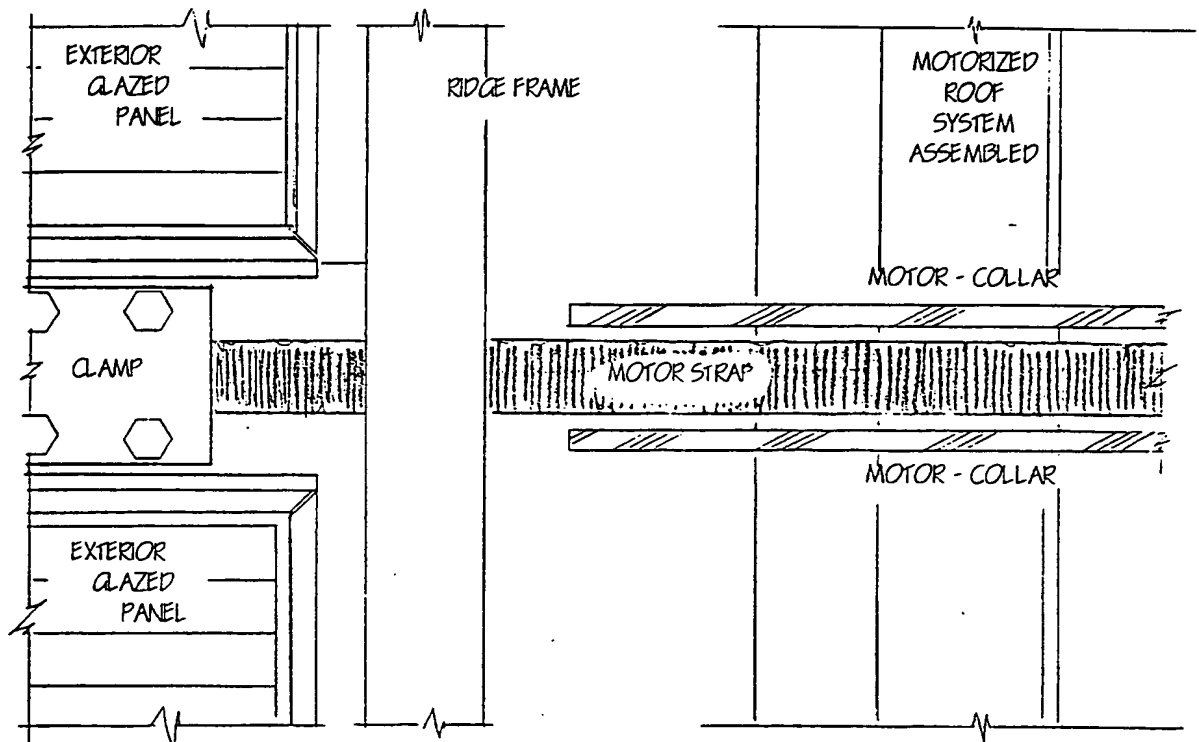 EXTERIOR
GLAZED
PANEL
RIDGE FRAME
MOTORIZED
ROOF
SYSTEM
ASSEMBLED
MOTOR - COLLAR
CLAMP
MOTOR STRAP
MOTOR - COLLAR
EXTERIOR
GLAZED
PANEL